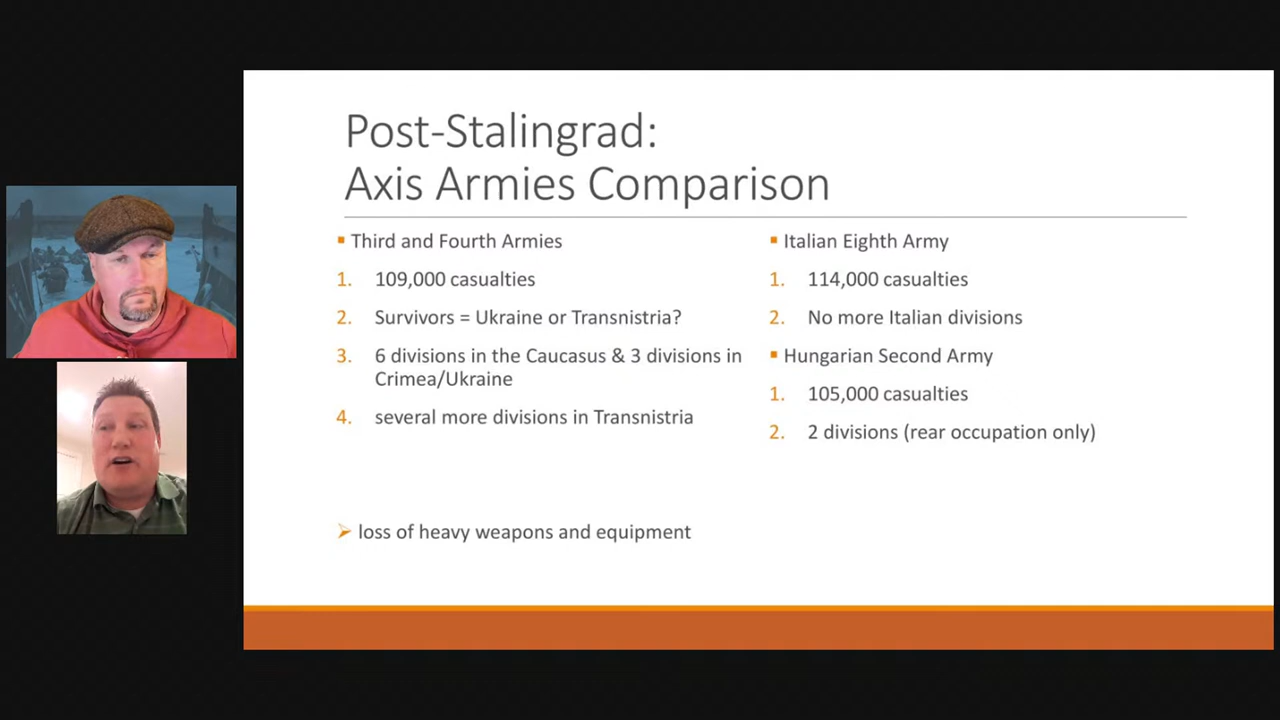 Post-Stalingrad:
Axis Armies Comparison
▪ Third and Fourth Armies
1. 109,000 casualties
2. Survivors = Ukraine or Transnistria?
3. 6 divisions in the Caucasus & 3 divisions in
Crimea/Ukraine
4. several more divisions in Transnistria
➢ loss of heavy weapons and equipment
▪ Italian Eighth Army
1. 114,000 casualties
2. No more Italian divisions
▪ Hungarian Second Army
1. 105,000 casualties
2. 2 divisions (rear occupation only)